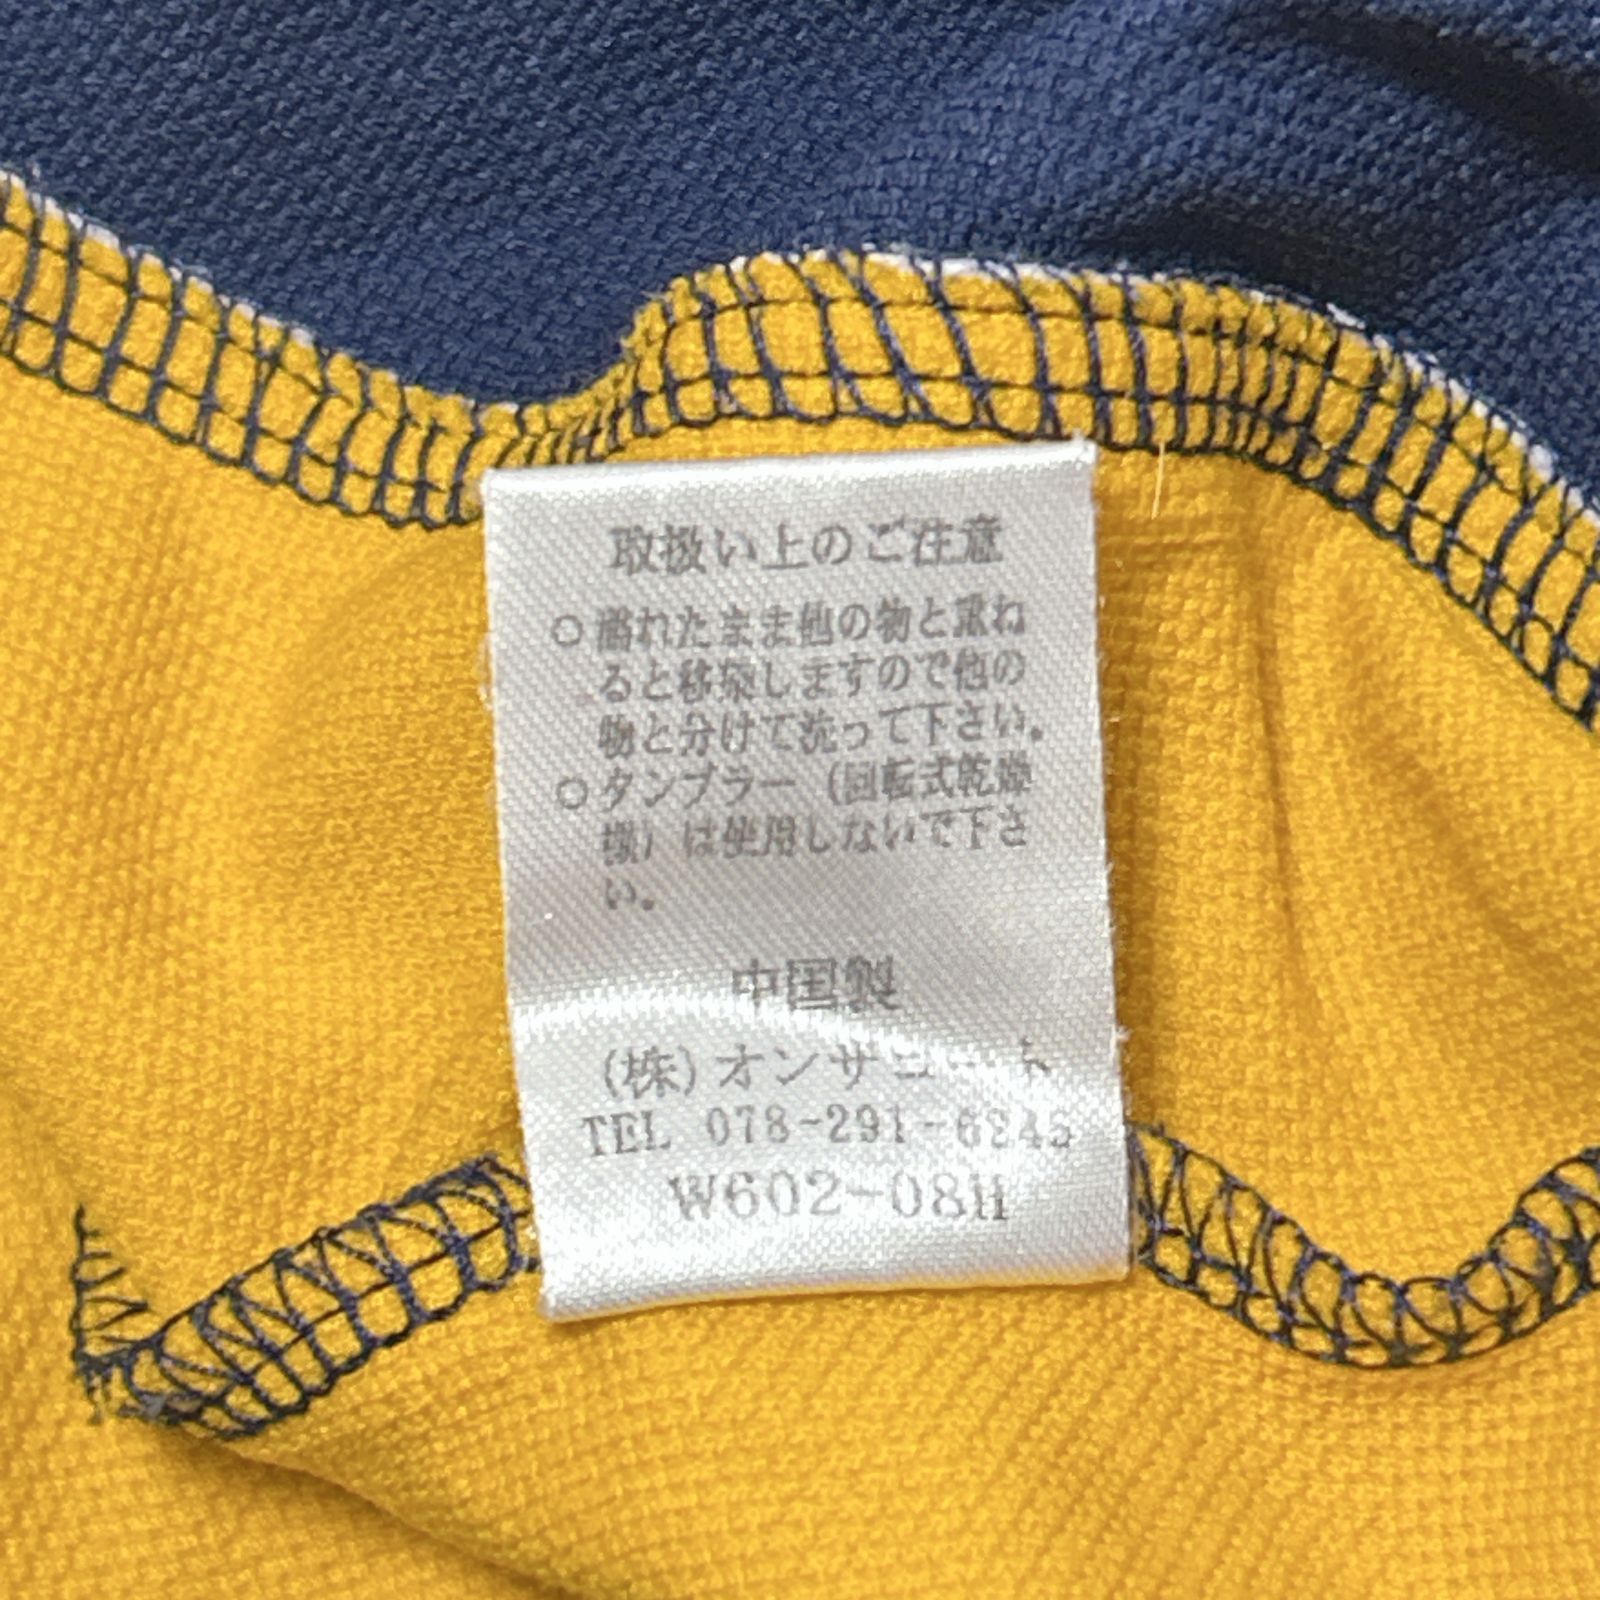 取扱い上のご注意
○濡れたまま他の物と重ね
ると移染しますので他の
物と分けて洗って下さい。
○タンブラー（回転式乾燥
機）は使用しないで下さ
い。
中国製
(株)オンザコート
TEL 078-291-6245
W602-08H